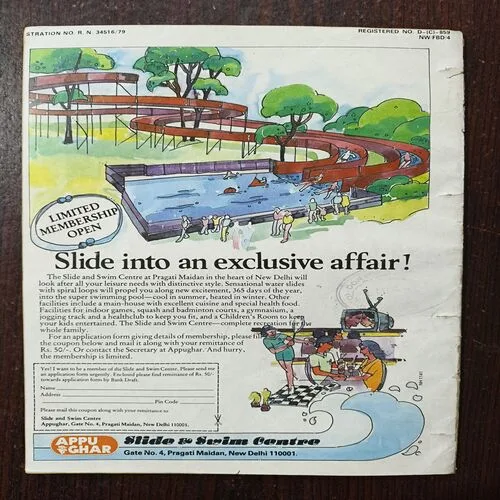 STRATION NO. R. N. 34516/79
REGISTERED NO. D-(C)-859
NW FBD/4
LIMITED
MEMBERSHIP
OPEN
Slide into an exclusive affair!
The Slide and Swim Centre at Pragati Maidan in the heart of New Delhi will
look after all your leisure needs with distinctive style. Sensational water slides
with spiral loops will propel you along new excitement, 365 days of the year,
into the super swimming pool—cool in summer, heated in winter. Other
facilities include a main-house with excellent cuisine and special health food.
Facilities for indoor games, squash and badminton courts, a gymnasium, a
jogging track and a healthclub to keep you fit, and a Children's Room to keep
your kids entertained. The Slide and Swim Centre—complete recreation for the
whole family.
For an application form giving details of membership, please fill
the coupon below and mail it along with your remittance of
Rs. 50/-. Or contact the Secretary at Appughar. And hurry,
the membership is limited.
Yes! I want to be a member of the Slide and Swim Centre. Please send me
an application form urgently. Enclosed please find remittance of Rs. 50/-
towards application form by Bank Draft.
Name
Address
Pin Code
Please mail this coupon along with your remittance to
Slide and Swim Centre
Appughar, Gate No. 4, Pragati Maidan, New Delhi 110001.
APPU
GHAR
Slide & Swim Centre
Gate No. 4, Pragati Maidan, New Delhi 110001.